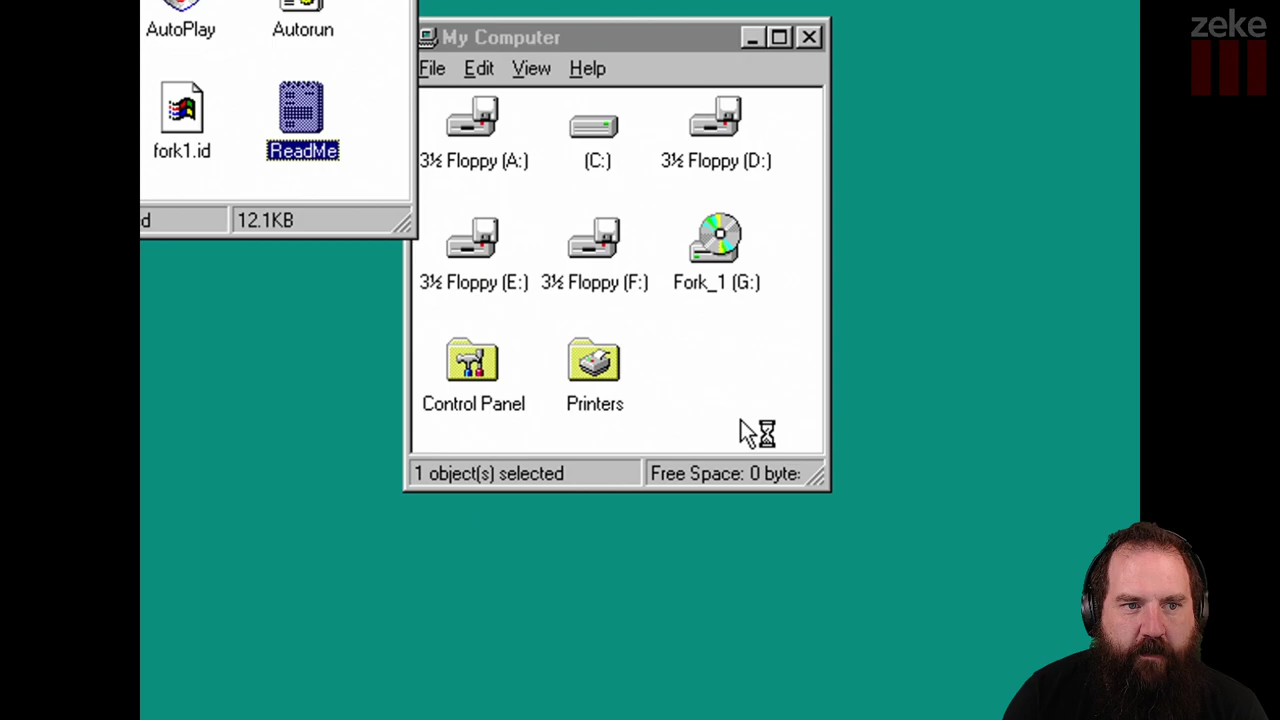 zeke
III
AutoPlay
Autorun
fork1.id
ReadMe
d
12.1KB
My Computer
File Edit View Help
3½ Floppy (A:)
(C:)
3½ Floppy (D:)
3½ Floppy (E:)
3½ Floppy (F:)
Fork_1 (G:)
Control Panel
Printers
1 object(s) selected
Free Space: 0 byte: